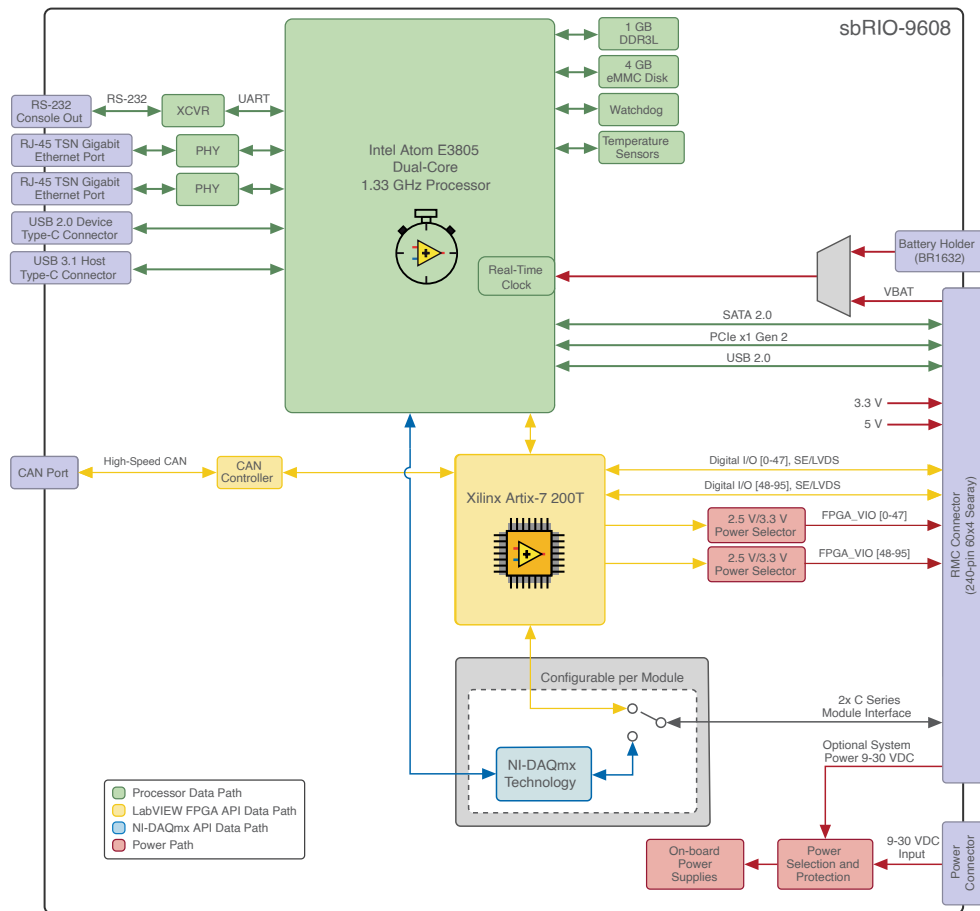 sbRIO-9608
1 GB
DDR3L
4 GB
eMMC Disk
Watchdog
Temperature
Sensors
RS-232
Console Out
RS-232
XCVR
UART
RJ-45 TSN Gigabit
Ethernet Port
PHY
RJ-45 TSN Gigabit
Ethernet Port
PHY
USB 2.0 Device
Type-C Connector
USB 3.1 Host
Type-C Connector
Intel Atom E3805
Dual-Core
1.33 GHz Processor
Real-Time
Clock
Battery Holder
(BR1632)
VBAT
SATA 2.0
PCIe x1 Gen 2
USB 2.0
3.3 V
5 V
CAN Port
High-Speed CAN
CAN
Controller
Xilinx Artix-7 200T
Digital I/O [0-47], SE/LVDS
Digital I/O [48-95], SE/LVDS
2.5 V/3.3 V
Power Selector
FPGA_VIO [0-47]
2.5 V/3.3 V
Power Selector
FPGA_VIO [48-95]
RMC Connector
(240-pin 60x4 Searay)
Configurable per Module
NI-DAQmx
Technology
2x C Series
Module Interface
Optional System
Power 9-30 VDC
Processor Data Path
LabVIEW FPGA API Data Path
NI-DAQmx API Data Path
Power Path
On-board
Power
Supplies
Power
Selection and
Protection
9-30 VDC
Input
Power
Connector